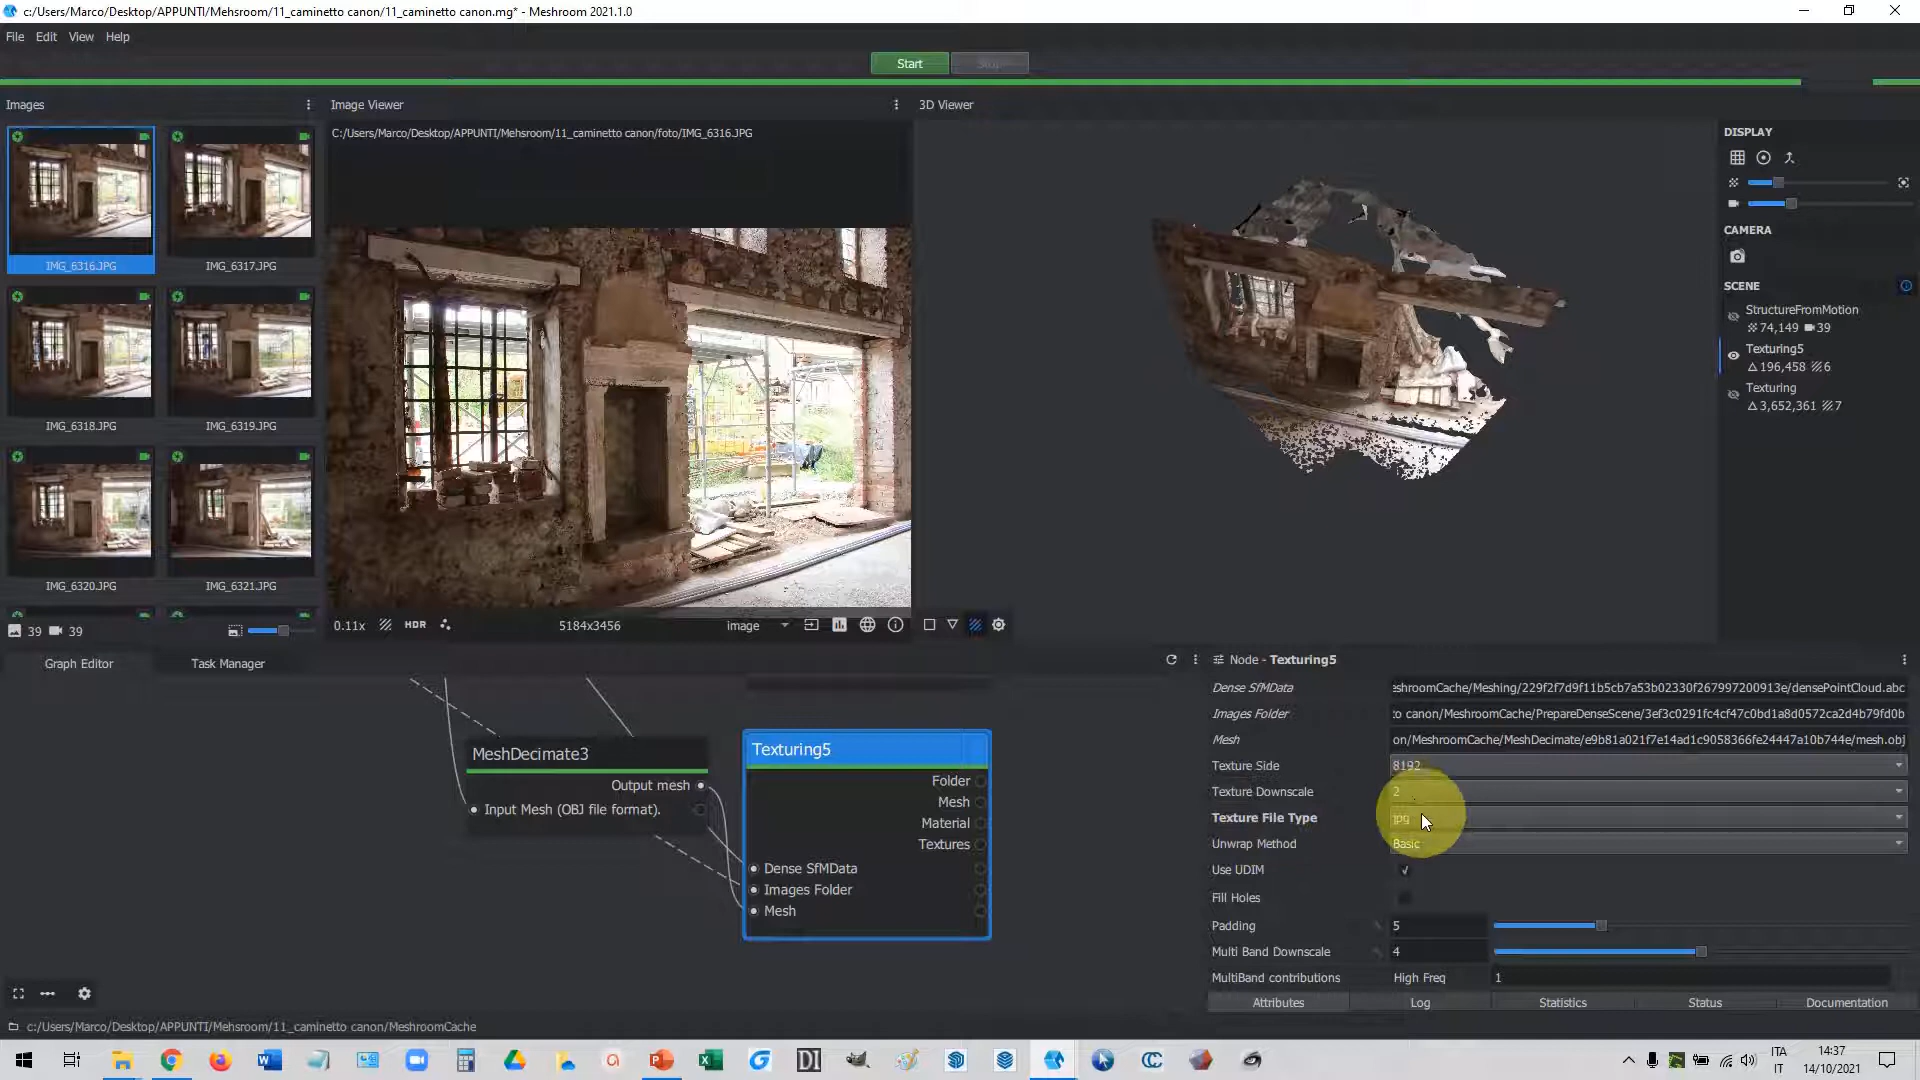 c:/Users/Marco/Desktop/APPUNTI/Mehsroom/11_caminetto canon/11_caminetto canon.mg* - Meshroom 2021.1.0
File Edit View Help
Start
Images
Image Viewer
3D Viewer
C:/Users/Marco/Desktop/APPUNTI/Mehsroom/11_caminetto canon/foto/IMG_6316.JPG
IMG_6316.JPG
IMG_6317.JPG
IMG_6318.JPG
IMG_6319.JPG
IMG_6320.JPG
IMG_6321.JPG
39 39
0.11x HDR 5184x3456 image
DISPLAY
CAMERA
SCENE
StructureFromMotion
74,149 39
Texturing5
196,458 6
Texturing
3,652,361 7
Graph Editor
Task Manager
MeshDecimate3
Output mesh
Input Mesh (OBJ file format).
Texturing5
Folder
Mesh
Material
Textures
Dense SfMData
Images Folder
Mesh
Node - Texturing5
Dense SfMData eshroomCache/Meshing/229f2f7d9f11b5cb7a53b02330f267997200913e/densePointCloud.abc
Images Folder to canon/MeshroomCache/PrepareDenseScene/3ef3c0291fc4cf47c0bd1a8d0572ca2d4b79fd0b
Mesh on/MeshroomCache/MeshDecimate/e9b81a021f7e14ad1c9058366fe24447a10b744e/mesh.obj
Texture Side 8192
Texture Downscale 2
Texture File Type jpg
Unwrap Method Basic
Use UDIM
Fill Holes
Padding 5
Multi Band Downscale 4
MultiBand contributions High Freq 1
Attributes Log Statistics Status Documentation
c:/Users/Marco/Desktop/APPUNTI/Mehsroom/11_caminetto canon/MeshroomCache
ITA
IT
14:37
14/10/2021